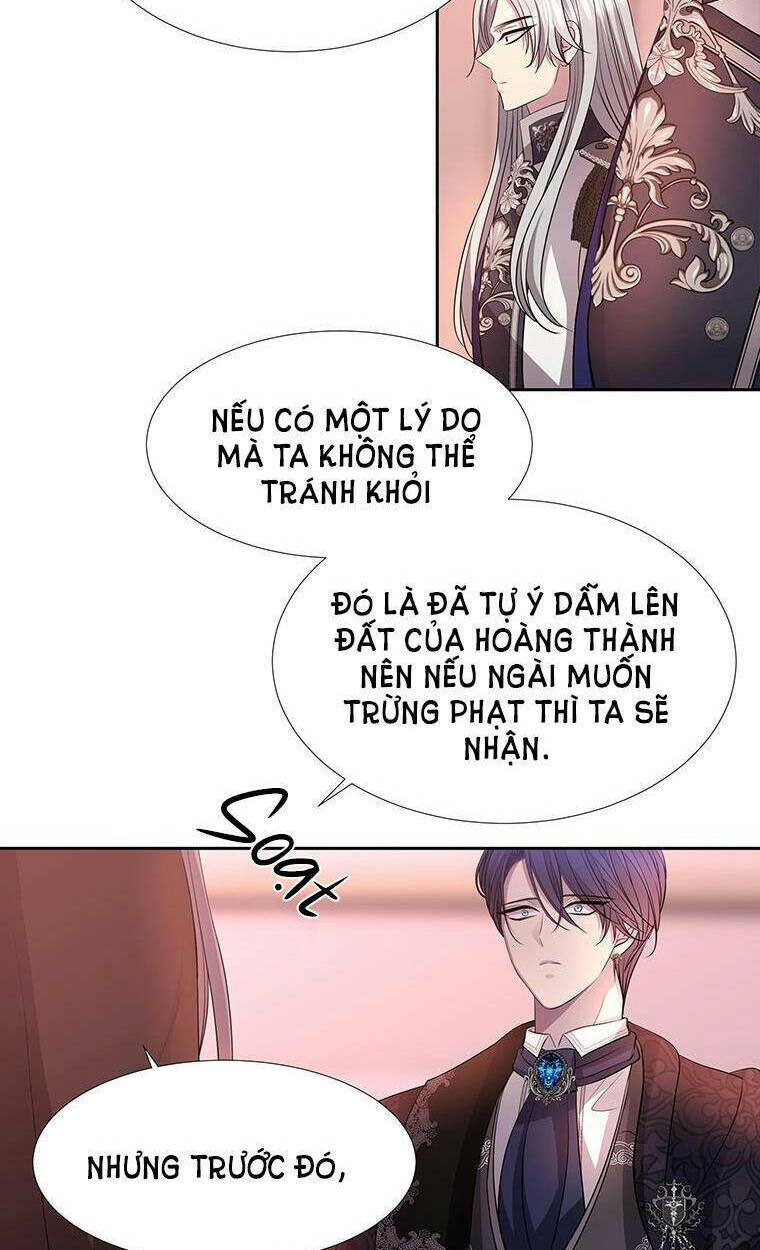 NẾU CÓ MỘT LÝ DO
MÀ TA KHÔNG THỂ
TRÁNH KHỎI
ĐÓ LÀ ĐÃ TỰ Ý DẪM LÊN
ĐẤT CỦA HOÀNG THÀNH
NÊN NẾU NGÀI MUỐN
TRỪNG PHẠT THÌ TA SẼ
NHẬN.
Soạt
NHƯNG TRƯỚC ĐÓ,